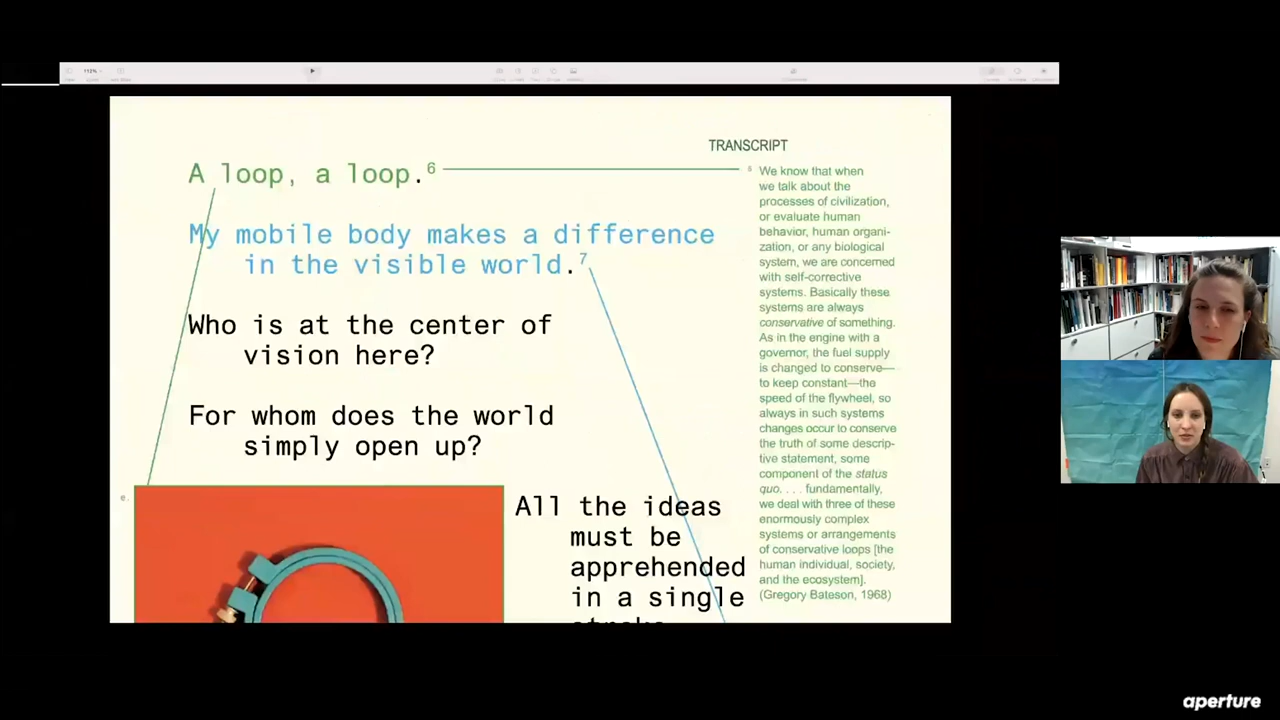 112%
TRANSCRIPT
A loop, a loop.6
My mobile body makes a difference
in the visible world.7
Who is at the center of
vision here?
For whom does the world
simply open up?
e.
All the ideas
must be
apprehended
in a single
6 We know that when
we talk about the
processes of civilization,
or evaluate human
behavior, human organi-
zation, or any biological
system, we are concerned
with self-corrective
systems. Basically these
systems are always
conservative of something.
As in the engine with a
governor, the fuel supply
is changed to conserve—
to keep constant—the
speed of the flywheel, so
always in such systems
changes occur to conserve
the truth of some descrip-
tive statement, some
component of the status
quo. . . . fundamentally,
we deal with three of these
enormously complex
systems or arrangements
of conservative loops [the
human individual, society,
and the ecosystem].
(Gregory Bateson, 1968)
aperture